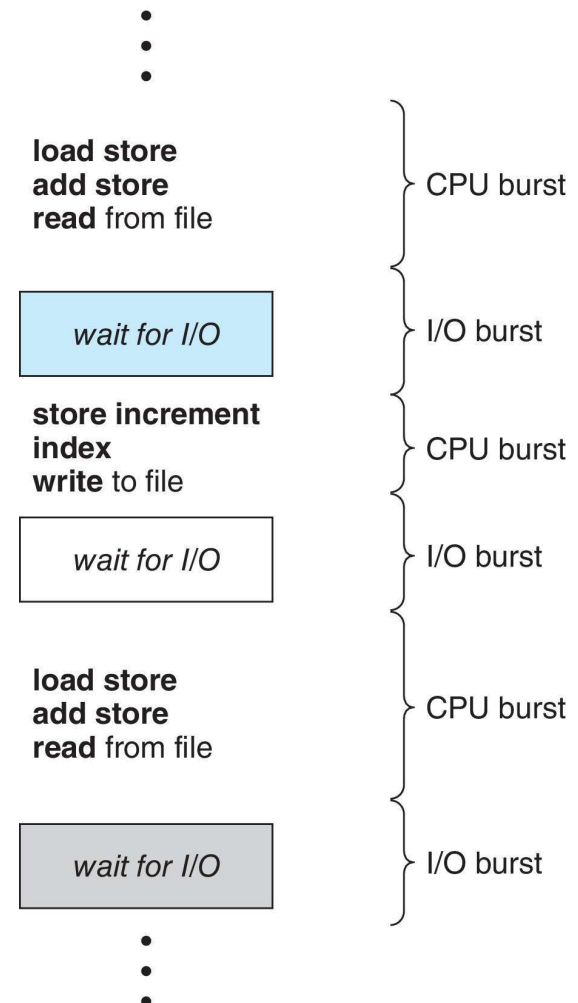 load store
add store
read from file
CPU burst
wait for I/O
I/O burst
store increment
index
write to file
CPU burst
wait for I/O
I/O burst
load store
add store
read from file
CPU burst
wait for I/O
I/O burst